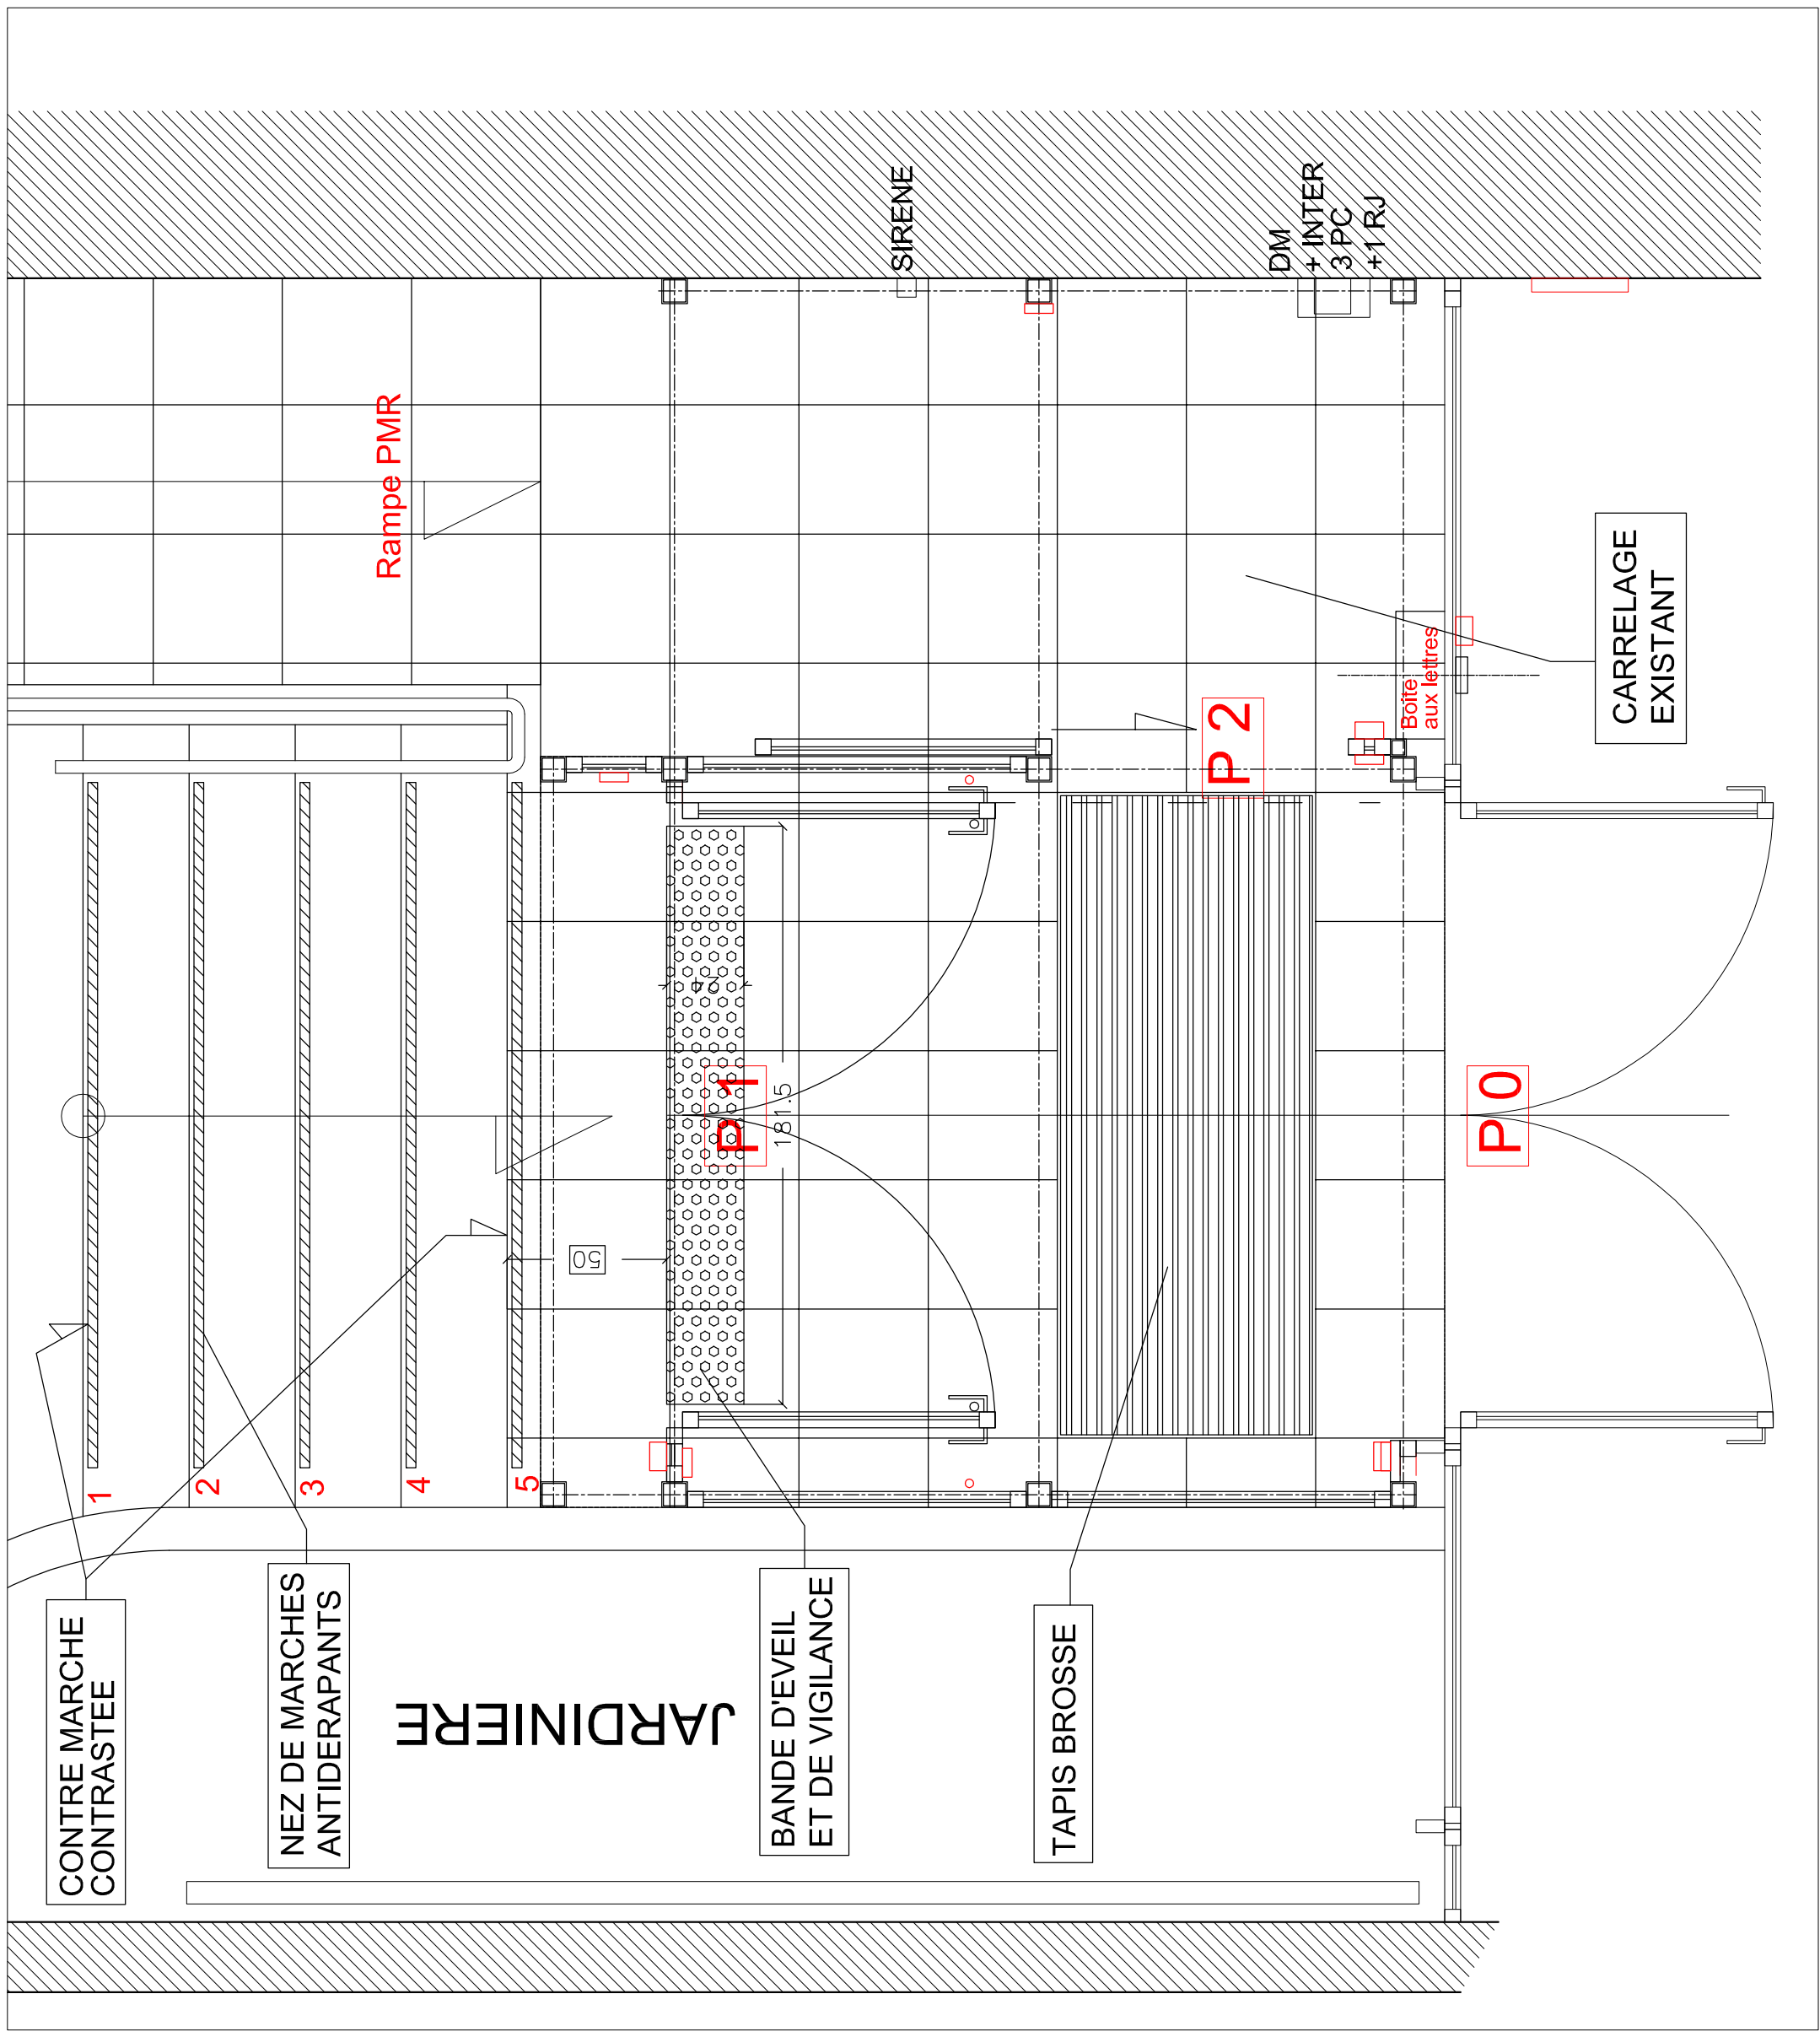 CONTRE MARCHE
CONTRASTEE
NEZ DE MARCHES
ANTIDERAPANTS
BANDE D'EVEIL
ET DE VIGILANCE
TAPIS BROSSE
JARDINIERE
1
2
3
4
5
50
24
181.5
P 1
P 0
P 2
Boite
aux lettres
CARRELAGE
EXISTANT
Rampe PMR
SIRENE
DM
+ INTER
3 PC
+1 RJ